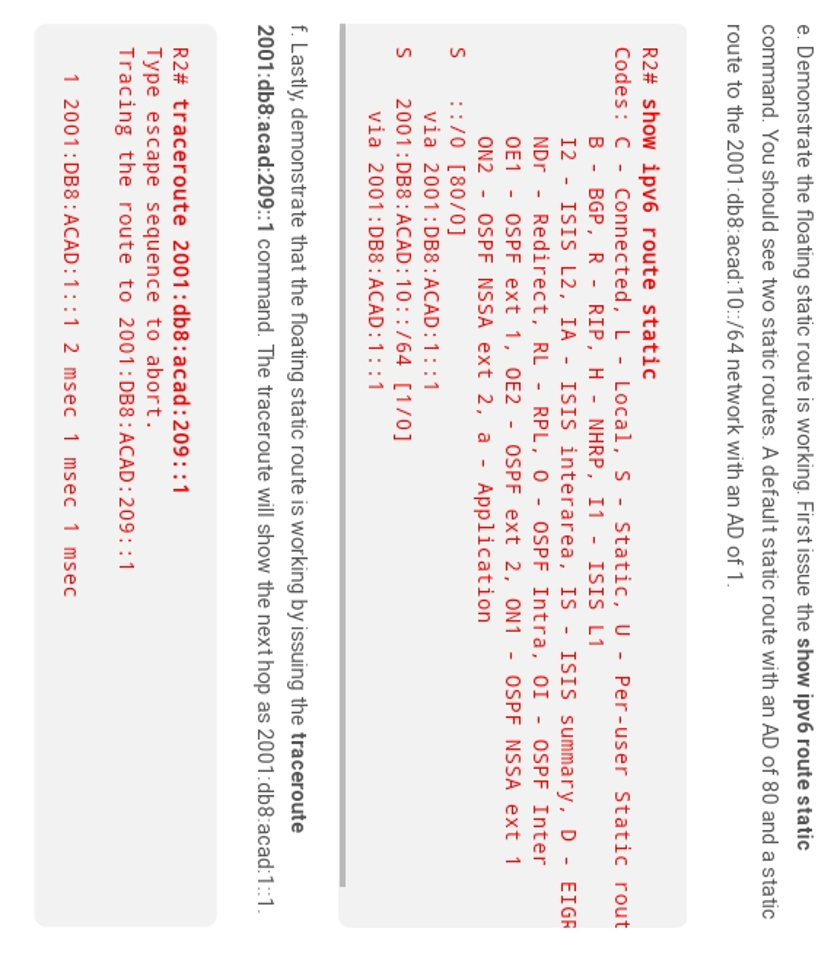 e. Demonstrate the floating static route is working. First issue the show ipv6 route static
command. You should see two static routes. A default static route with an AD of 80 and a static
route to the 2001:db8:acad:10::/64 network with an AD of 1.
R2# show ipv6 route static
Codes: C - Connected, L - Local, S - Static, U - Per-user Static rout
B - BGP, R - RIP, H - NHRP, I1 - ISIS L1
I2 - ISIS L2, IA - ISIS interarea, IS - ISIS summary, D - EIGR
NDr - Redirect, RL - RPL, O - OSPF Intra, OI - OSPF Inter
OE1 - OSPF ext 1, OE2 - OSPF ext 2, ON1 - OSPF NSSA ext 1
ON2 - OSPF NSSA ext 2, a - Application
S ::/0 [80/0]
via 2001:DB8:ACAD:1::1
S 2001:DB8:ACAD:10::/64 [1/0]
via 2001:DB8:ACAD:1::1
f. Lastly, demonstrate that the floating static route is working by issuing the traceroute
2001:db8:acad:209::1 command. The traceroute will show the next hop as 2001:db8:acad:1::1.
R2# traceroute 2001:db8:acad:209::1
Type escape sequence to abort.
Tracing the route to 2001:DB8:ACAD:209::1
1 2001:DB8:ACAD:1::1 2 msec 1 msec 1 msec